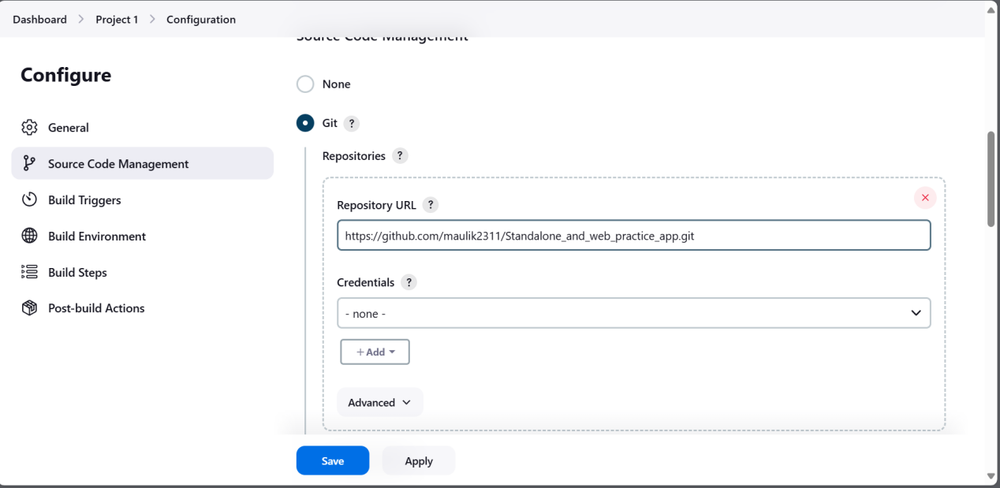 Dashboard > Project 1 > Configuration
Source Code Management
Configure
General
Source Code Management
Build Triggers
Build Environment
Build Steps
Post-build Actions
None
Git ?
Repositories ?
Repository URL ?
https://github.com/maulik2311/Standalone_and_web_practice_app.git
Credentials ?
- none -
+ Add
Advanced
Save
Apply